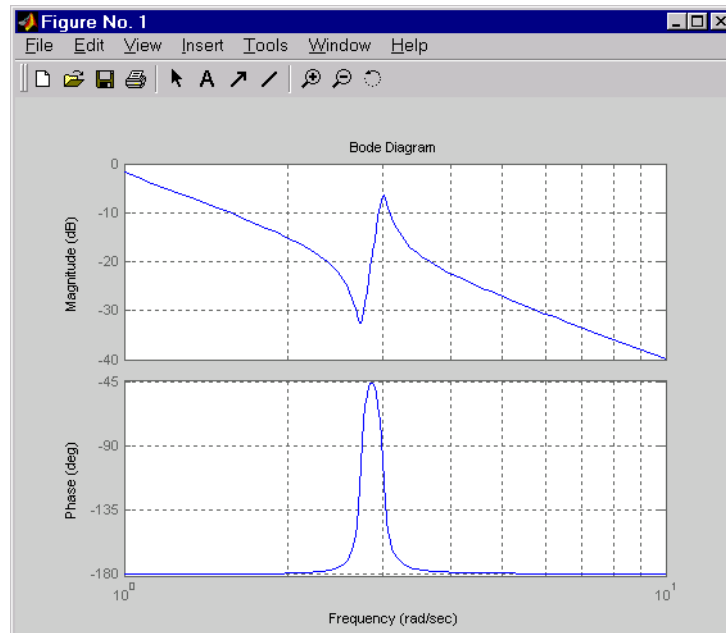 Figure No. 1
File Edit View Insert Tools Window Help
A
Bode Diagram
Magnitude (dB)
0
-10
-20
-30
-40
Phase (deg)
-45
-90
-135
-180
10^0
10^1
Frequency (rad/sec)